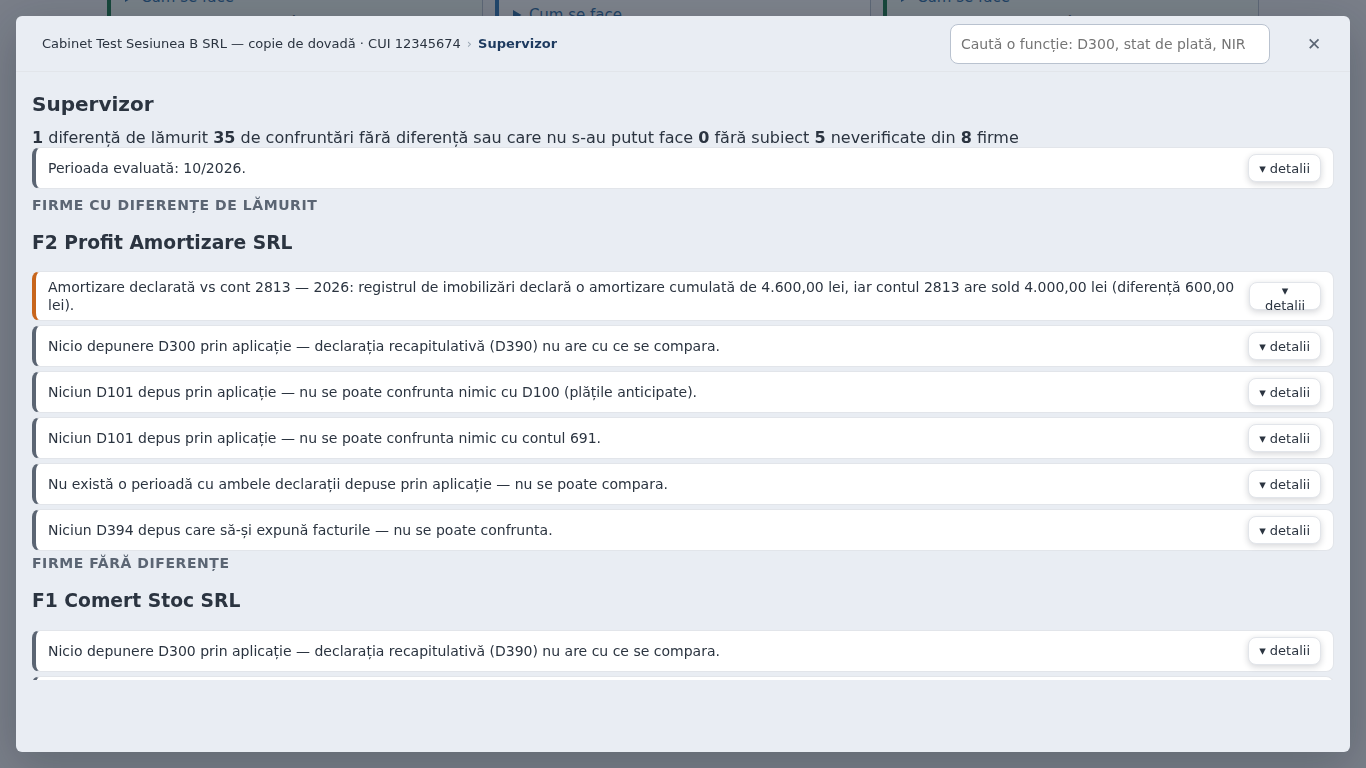 Cum se face
Cum se face
Cum se face
Cabinet Test Sesiunea B SRL — copie de dovadă · CUI 12345674 › Supervizor
Caută o funcție: D300, stat de plată, NIR
✕
Supervizor
1 diferență de lămurit 35 de confruntări fără diferență sau care nu s-au putut face 0 fără subiect 5 neverificate din 8 firme
Perioada evaluată: 10/2026.
▾ detalii
FIRME CU DIFERENȚE DE LĂMURIT
F2 Profit Amortizare SRL
Amortizare declarată vs cont 2813 — 2026: registrul de imobilizări declară o amortizare cumulată de 4.600,00 lei, iar contul 2813 are sold 4.000,00 lei (diferență 600,00
lei).
▾
detalii
Nicio depunere D300 prin aplicație — declarația recapitulativă (D390) nu are cu ce se compara.
▾ detalii
Niciun D101 depus prin aplicație — nu se poate confrunta nimic cu D100 (plățile anticipate).
▾ detalii
Niciun D101 depus prin aplicație — nu se poate confrunta nimic cu contul 691.
▾ detalii
Nu există o perioadă cu ambele declarații depuse prin aplicație — nu se poate compara.
▾ detalii
Niciun D394 depus care să-și expună facturile — nu se poate confrunta.
▾ detalii
FIRME FĂRĂ DIFERENȚE
F1 Comert Stoc SRL
Nicio depunere D300 prin aplicație — declarația recapitulativă (D390) nu are cu ce se compara.
▾ detalii